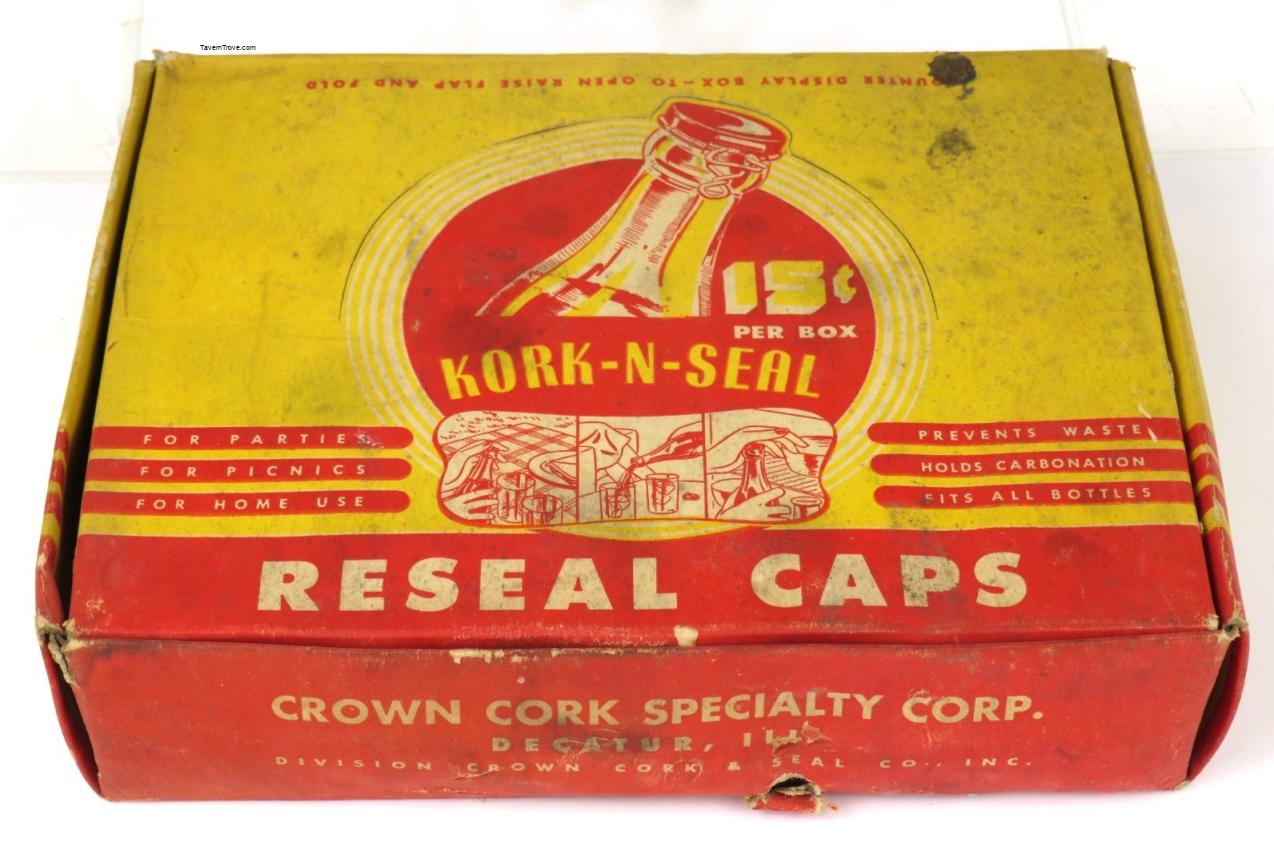 TavernTrove.com
UNTER DISPLAY BOX—TO OPEN RAISE FLAP AND FOLD
15¢
PER BOX
KORK-N-SEAL
FOR PARTIES
FOR PICNICS
FOR HOME USE
PREVENTS WASTE
HOLDS CARBONATION
FITS ALL BOTTLES
RESEAL CAPS
CROWN CORK SPECIALTY CORP.
DECATUR, ILL.
DIVISION CROWN CORK & SEAL CO., INC.